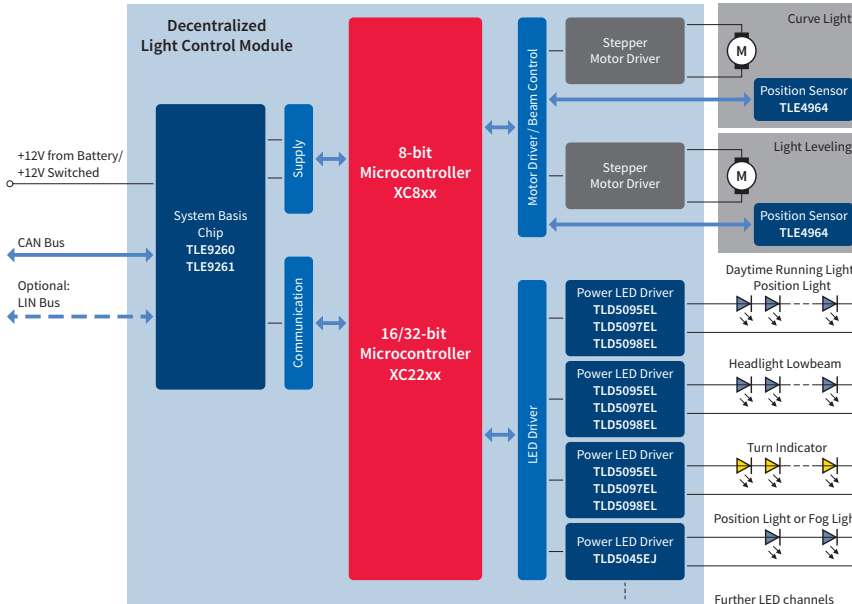 Decentralized
Light Control Module
+12V from Battery/
+12V Switched
CAN Bus
Optional:
LIN Bus
System Basis
Chip
TLE9260
TLE9261
Supply
Communication
8-bit
Microcontroller
XC8xx
16/32-bit
Microcontroller
XC22xx
Motor Driver / Beam Control
Stepper
Motor Driver
M
Curve Light
Position Sensor
TLE4964
Stepper
Motor Driver
M
Light Leveling
Position Sensor
TLE4964
LED Driver
Power LED Driver
TLD5095EL
TLD5097EL
TLD5098EL
Daytime Running Light
Position Light
Power LED Driver
TLD5095EL
TLD5097EL
TLD5098EL
Headlight Lowbeam
Power LED Driver
TLD5095EL
TLD5097EL
TLD5098EL
Turn Indicator
Power LED Driver
TLD5045EJ
Position Light or Fog Light
Further LED channels